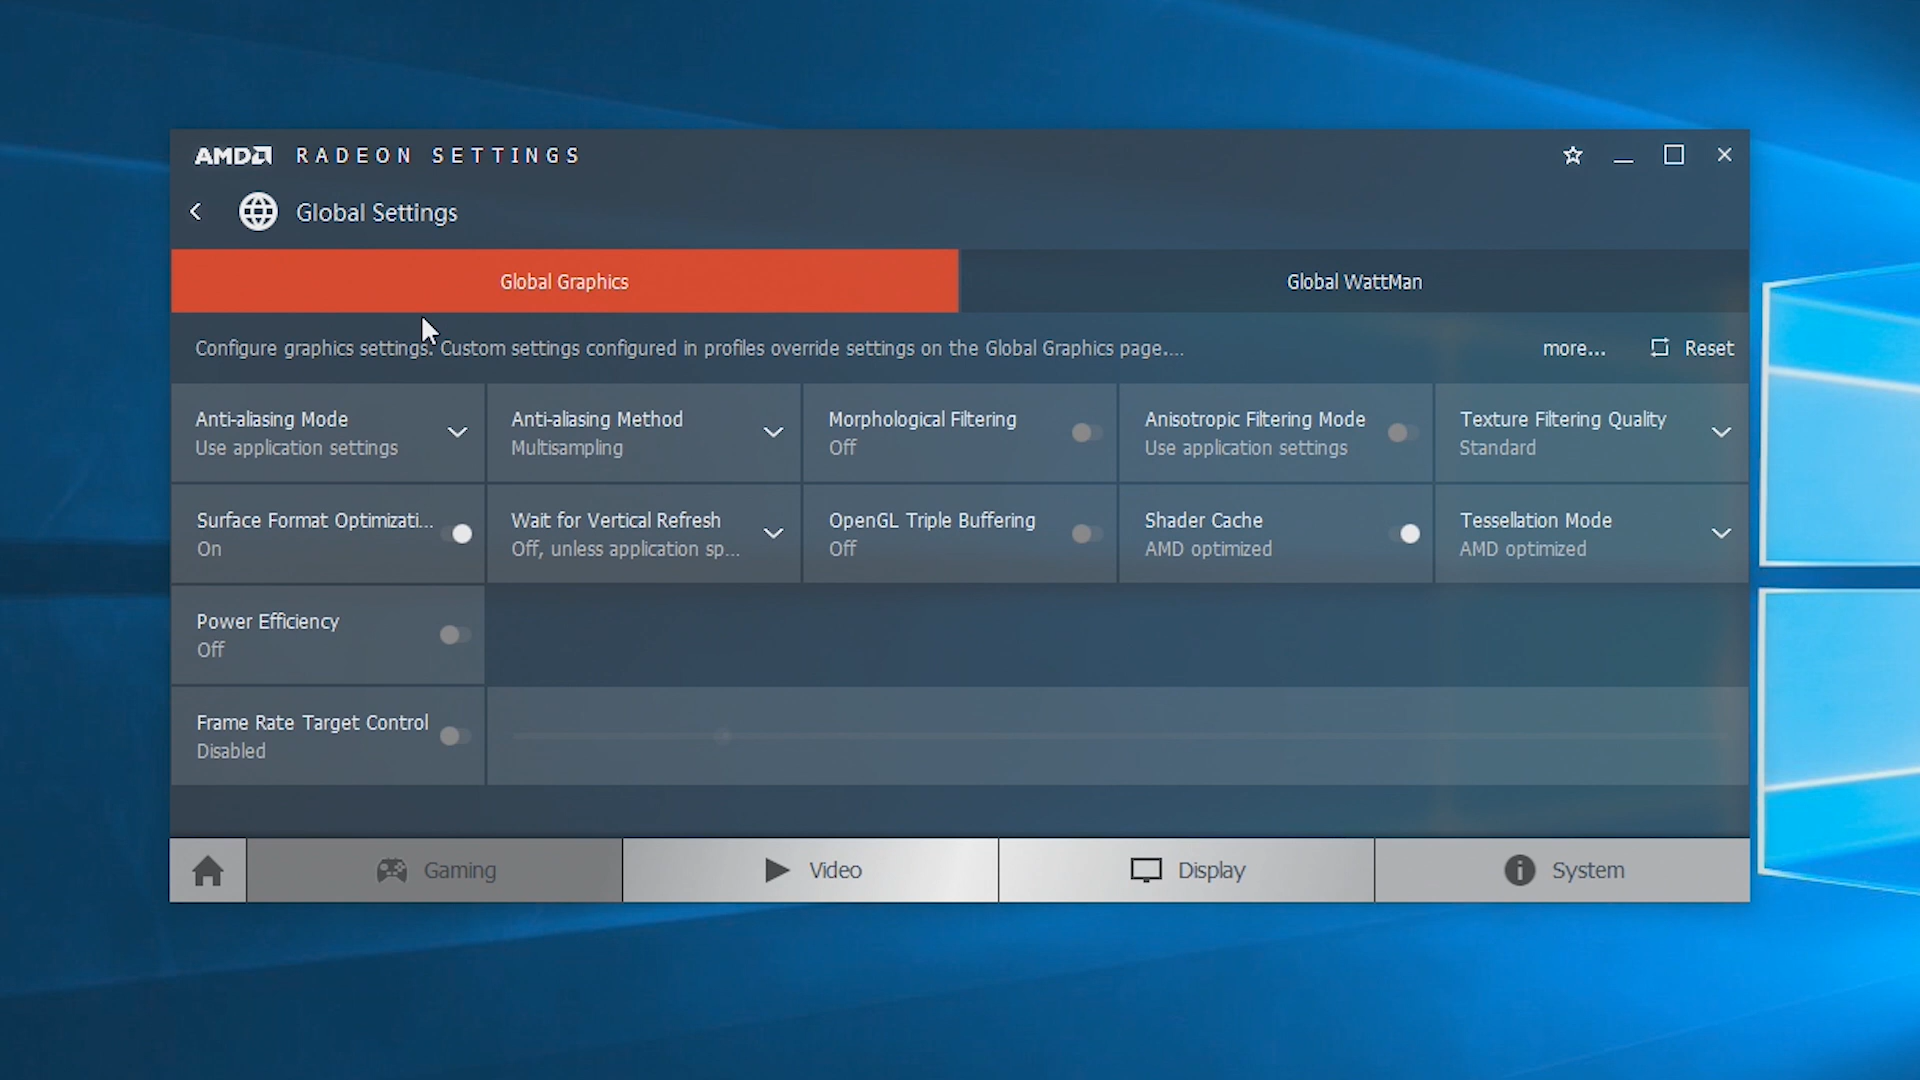 AMD RADEON SETTINGS
Global Settings
Global Graphics
Global WattMan
Configure graphics settings. Custom settings configured in profiles override settings on the Global Graphics page....
more...
Reset
Anti-aliasing Mode
Use application settings
Anti-aliasing Method
Multisampling
Morphological Filtering
Off
Anisotropic Filtering Mode
Use application settings
Texture Filtering Quality
Standard
Surface Format Optimizati...
On
Wait for Vertical Refresh
Off, unless application sp...
OpenGL Triple Buffering
Off
Shader Cache
AMD optimized
Tessellation Mode
AMD optimized
Power Efficiency
Off
Frame Rate Target Control
Disabled
Gaming
Video
Display
System